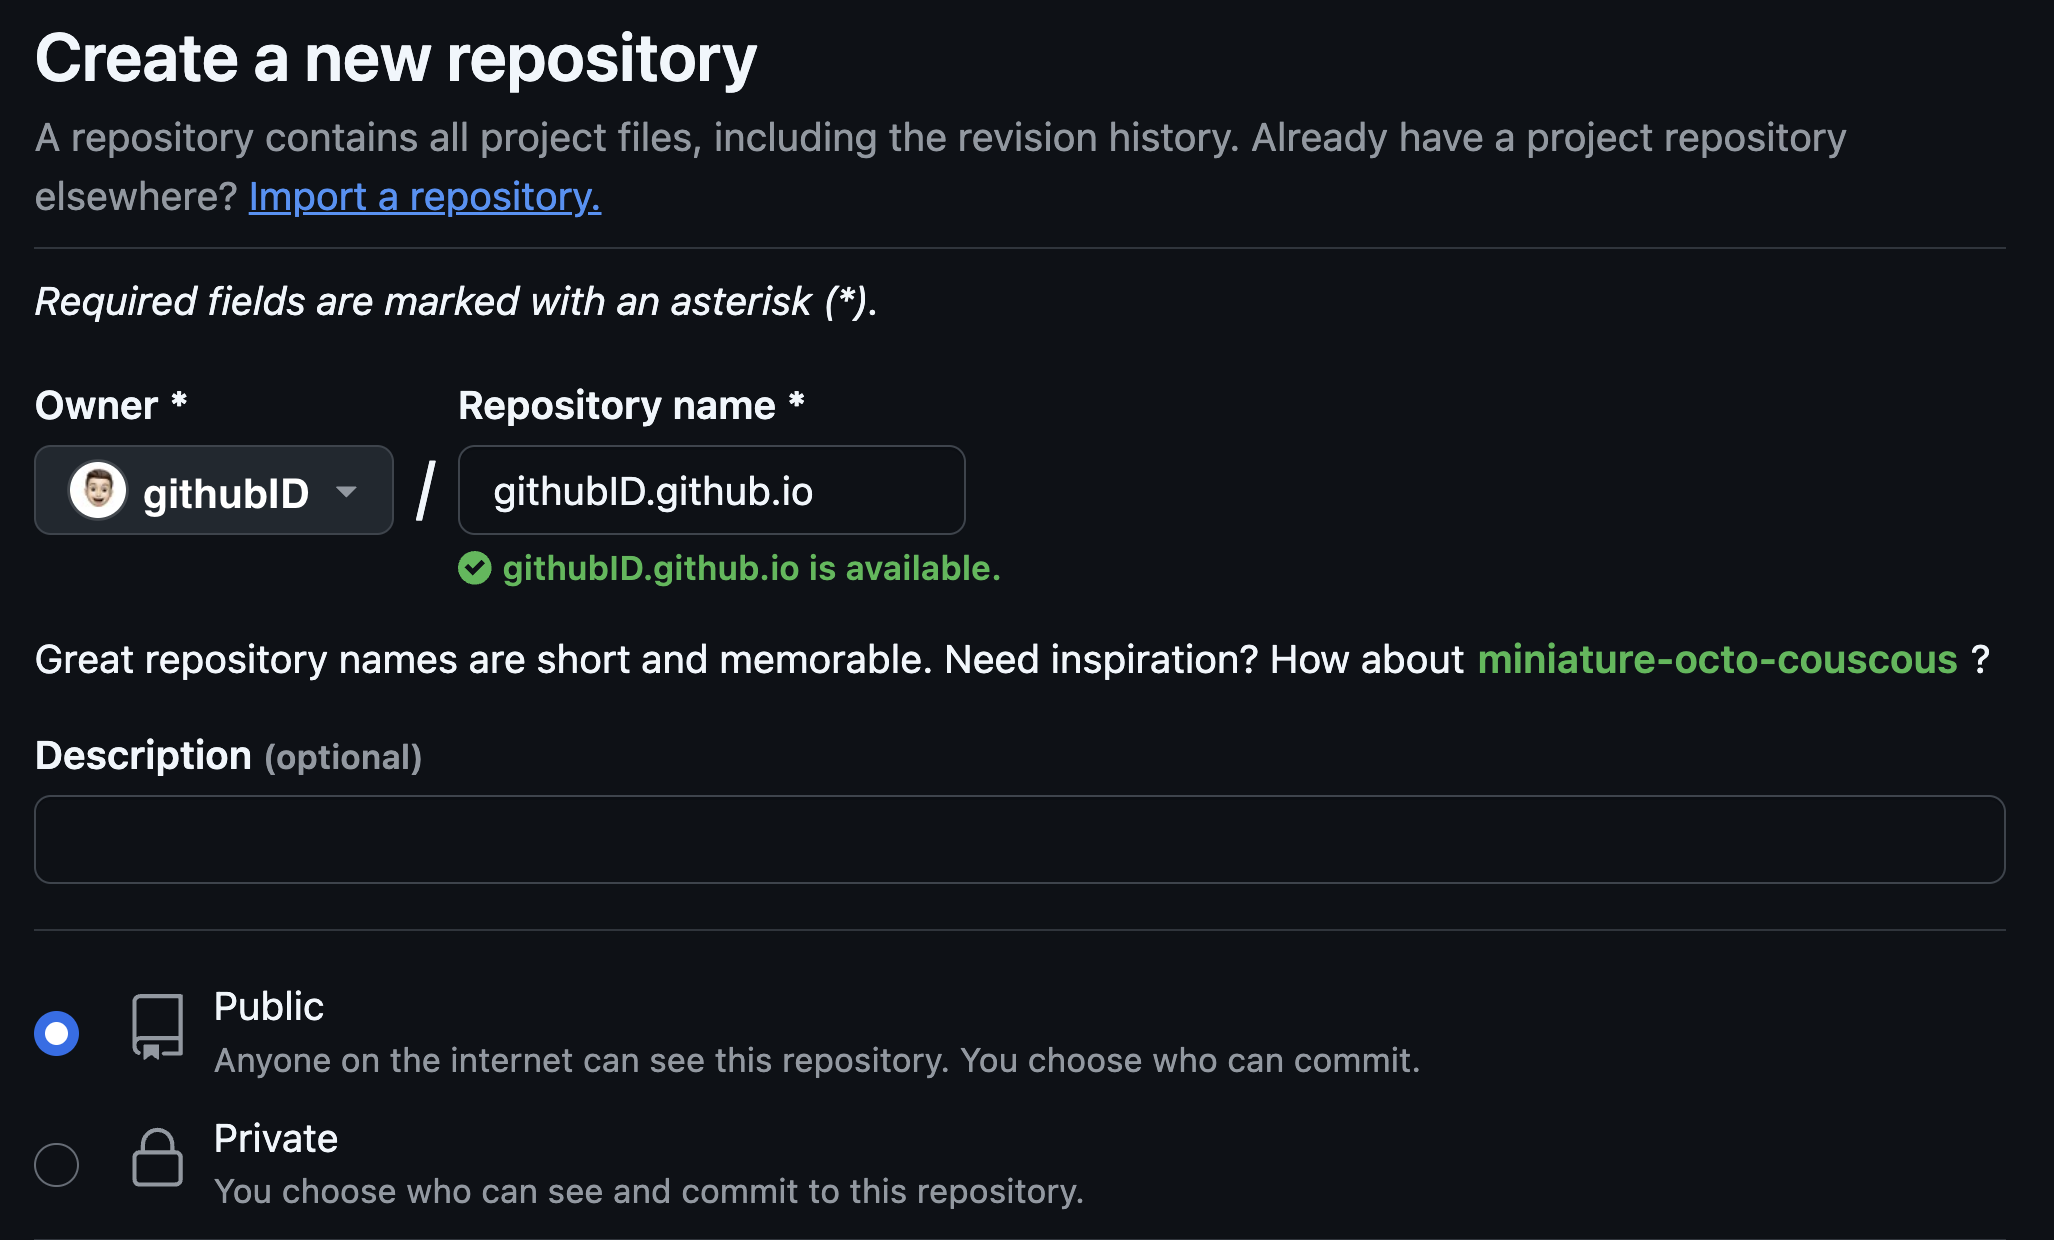 Create a new repository
A repository contains all project files, including the revision history. Already have a project repository
elsewhere? Import a repository.
Required fields are marked with an asterisk (*).
Owner * Repository name *
githubID / githubID.github.io
githubID.github.io is available.
Great repository names are short and memorable. Need inspiration? How about miniature-octo-couscous ?
Description (optional)
Public
Anyone on the internet can see this repository. You choose who can commit.
Private
You choose who can see and commit to this repository.